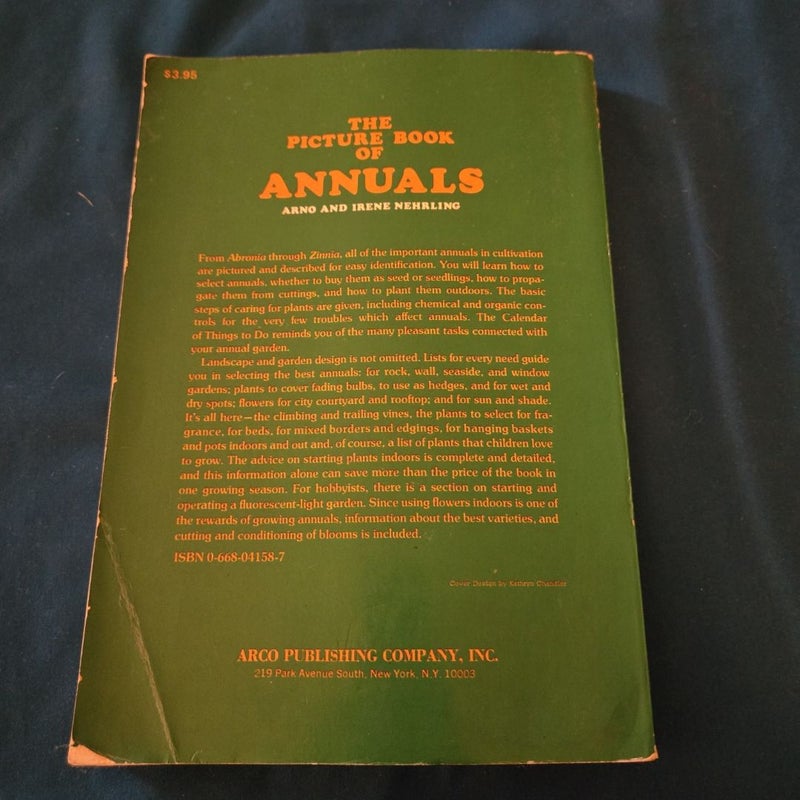 $3.95
THE
PICTURE BOOK
OF
ANNUALS
ARNO AND IRENE NEHRLING
From Abronia through Zinnia, all of the important annuals in cultivation
are pictured and described for easy identification. You will learn how to
select annuals, whether to buy them as seed or seedlings, how to propa-
gate them from cuttings, and how to plant them outdoors. The basic
steps of caring for plants are given, including chemical and organic con-
trols for the very few troubles which affect annuals. The Calendar
of Things to Do reminds you of the many pleasant tasks connected with
your annual garden.
Landscape and garden design is not omitted. Lists for every need guide
you in selecting the best annuals: for rock, wall, seaside, and window
gardens; plants to cover fading bulbs, to use as hedges, and for wet and
dry spots; flowers for city courtyard and rooftop; and for sun and shade.
It's all here—the climbing and trailing vines, the plants to select for fra-
grance, for beds, for mixed borders and edgings, for hanging baskets
and pots indoors and out and, of course, a list of plants that children love
to grow. The advice on starting plants indoors is complete and detailed,
and this information alone can save more than the price of the book in
one growing season. For hobbyists, there is a section on starting and
operating a fluorescent-light garden. Since using flowers indoors is one of
the rewards of growing annuals, information about the best varieties, and
cutting and conditioning of blooms is included.
ISBN 0-668-04158-7
Cover Design by Kathryn Chandler
ARCO PUBLISHING COMPANY, INC.
219 Park Avenue South, New York, N.Y. 10003